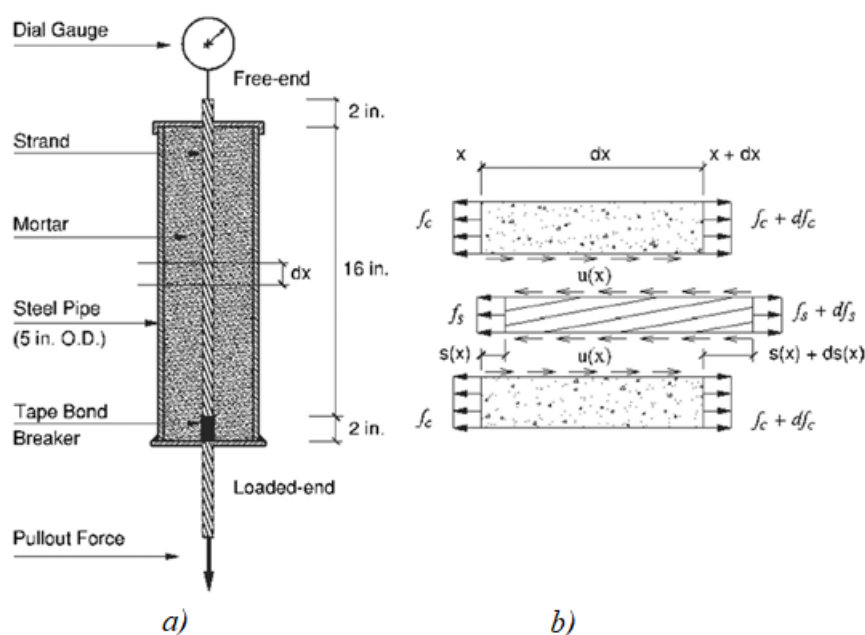 Dial Gauge
Free-end
2 in.
Strand
x dx x + dx
Mortar
f_c f_c + df_c
dx 16 in.
u(x)
Steel Pipe
(5 in. O.D.)
f_s f_s + df_s
s(x) u(x) s(x) + ds(x)
Tape Bond
Breaker
2 in.
f_c f_c + df_c
Loaded-end
Pullout Force
a) b)